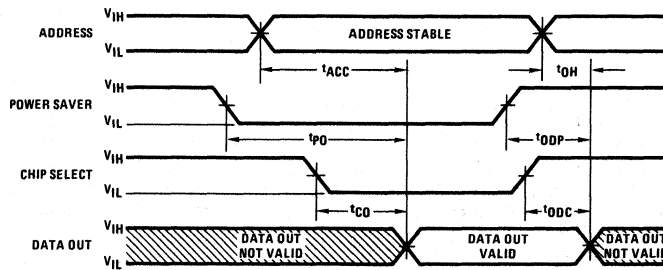 ADDRESS
VIH
VIL
ADDRESS STABLE
tACC
tOH
POWER SAVER
VIH
VIL
tPO
tODP
CHIP SELECT
VIH
VIL
tCO
tODC
DATA OUT
VIH
VIL
DATA OUT
NOT VALID
DATA OUT
VALID
DATA OUT
NOT VALID